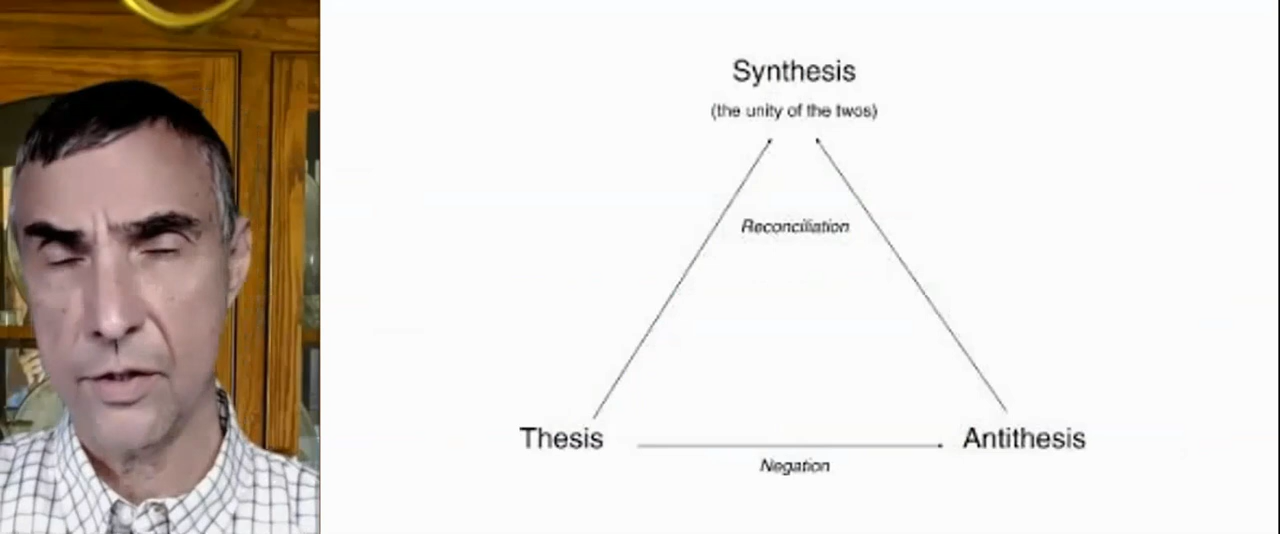 Synthesis
(the unity of the twos)
Reconciliation
Thesis
Antithesis
Negation